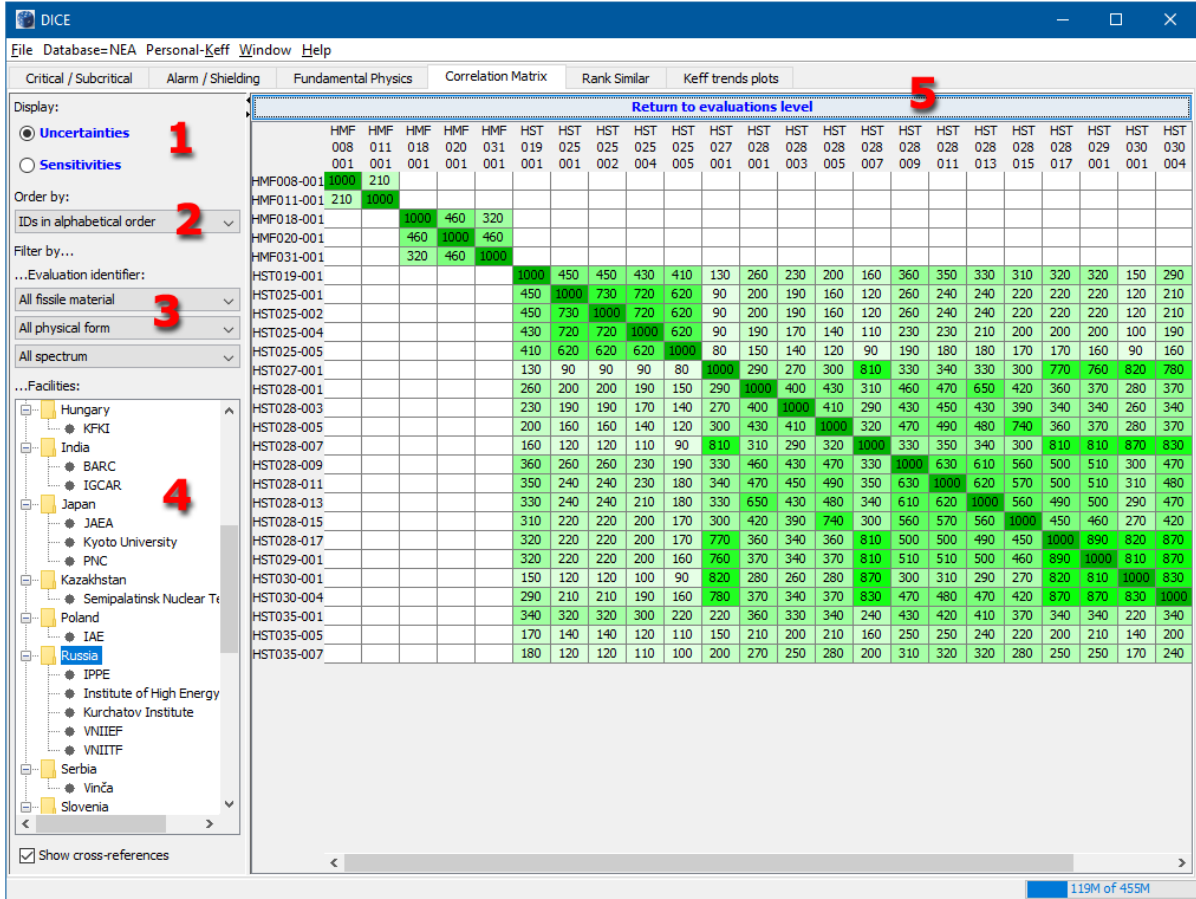 DICE
File Database=NEA Personal-Keff Window Help
Critical / Subcritical Alarm / Shielding Fundamental Physics Correlation Matrix Rank Similar Keff trends plots
Display:
Uncertainties
1
Sensitivities
Order by:
IDs in alphabetical order
2
Filter by...
...Evaluation identifier:
All fissile material
3
All physical form
All spectrum
...Facilities:
Hungary
KFKI
India
BARC
IGCAR
4
Japan
JAEA
Kyoto University
PNC
Kazakhstan
Semipalatinsk Nuclear Te
Poland
IAE
Russia
IPPE
Institute of High Energy
Kurchatov Institute
VNIIEF
VNIITF
Serbia
Vinča
Slovenia
Show cross-references
Return to evaluations level
5
HMF HMF HMF HMF HMF HST HST HST HST HST HST HST HST HST HST HST HST HST HST HST HST HST HST
008 011 018 020 031 019 025 025 025 025 027 028 028 028 028 028 028 028 028 028 029 030 030
001 001 001 001 001 001 001 002 004 005 001 001 003 005 007 009 011 013 015 017 001 001 004
HMF008-001 1000 210
HMF011-001 210 1000
HMF018-001 1000 460 320
HMF020-001 460 1000 460
HMF031-001 320 460 1000
HST019-001 1000 450 450 430 410 130 260 230 200 160 360 350 330 310 320 320 150 290
HST025-001 450 1000 730 720 620 90 200 190 160 120 260 240 240 220 220 220 120 210
HST025-002 450 730 1000 720 620 90 200 190 160 120 260 240 240 220 220 220 120 210
HST025-004 430 720 720 1000 620 90 190 170 140 110 230 230 210 200 200 200 100 190
HST025-005 410 620 620 620 1000 80 150 140 120 90 190 180 180 170 170 160 90 160
HST027-001 130 90 90 90 80 1000 290 270 300 810 330 340 330 300 770 760 820 780
HST028-001 260 200 200 190 150 290 1000 400 430 310 460 470 650 420 360 370 280 370
HST028-003 230 190 190 170 140 270 400 1000 410 290 430 450 430 390 340 340 260 340
HST028-005 200 160 160 140 120 300 430 410 1000 320 470 490 480 740 360 370 280 370
HST028-007 160 120 120 110 90 810 310 290 320 1000 330 350 340 300 810 810 870 830
HST028-009 360 260 260 230 190 330 460 430 470 330 1000 630 610 560 500 510 300 470
HST028-011 350 240 240 230 180 340 470 450 490 350 630 1000 620 570 500 510 310 480
HST028-013 330 240 240 210 180 330 650 430 480 340 610 620 1000 560 490 500 290 470
HST028-015 310 220 220 200 170 300 420 390 740 300 560 570 560 1000 450 460 270 420
HST028-017 320 220 220 200 170 770 360 340 360 810 500 500 490 450 1000 890 820 870
HST029-001 320 220 220 200 160 760 370 340 370 810 510 510 500 460 890 1000 810 870
HST030-001 150 120 120 100 90 820 280 260 280 870 300 310 290 270 820 810 1000 830
HST030-004 290 210 210 190 160 780 370 340 370 830 470 480 470 420 870 870 830 1000
HST035-001 340 320 320 300 220 220 360 330 340 240 430 420 410 370 340 340 220 340
HST035-005 170 140 140 120 110 150 210 200 210 160 250 250 240 220 200 210 140 200
HST035-007 180 120 120 110 100 200 270 250 280 200 310 320 320 280 250 250 170 240
119M of 455M